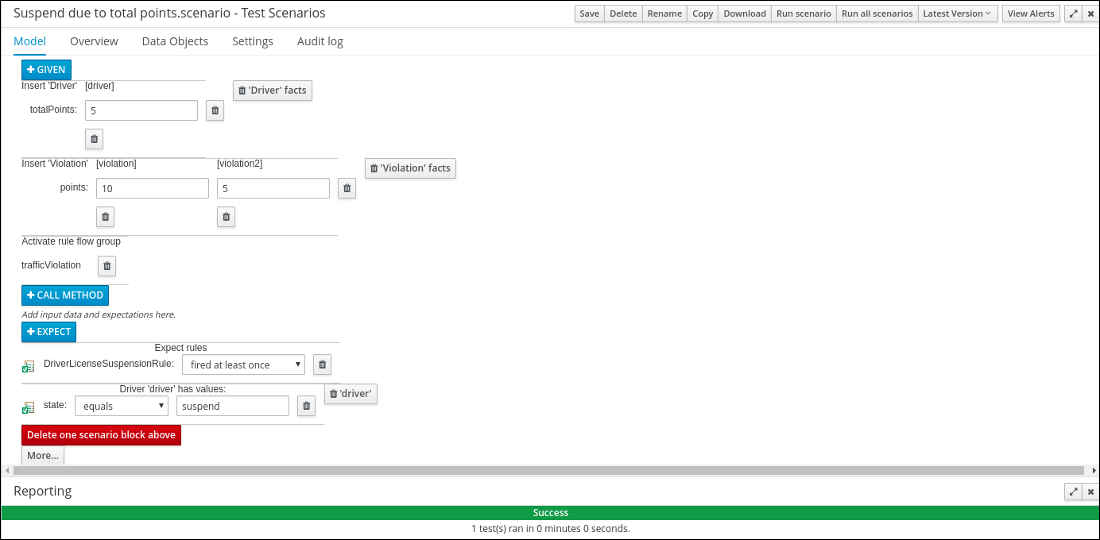 Suspend due to total points.scenario - Test Scenarios Save Delete Rename Copy Download Run scenario Run all scenarios Latest Version View Alerts
Model Overview Data Objects Settings Audit log
+ GIVEN
Insert 'Driver' [driver] 'Driver' facts
totalPoints: 5
Insert 'Violation' [violation] [violation2] 'Violation' facts
points: 10 5
Activate rule flow group
trafficViolation
+ CALL METHOD
Add input data and expectations here.
+ EXPECT
Expect rules
DriverLicenseSuspensionRule: fired at least once
Driver 'driver' has values: 'driver'
state: equals suspend
Delete one scenario block above
More...
Reporting
Success
1 test(s) ran in 0 minutes 0 seconds.